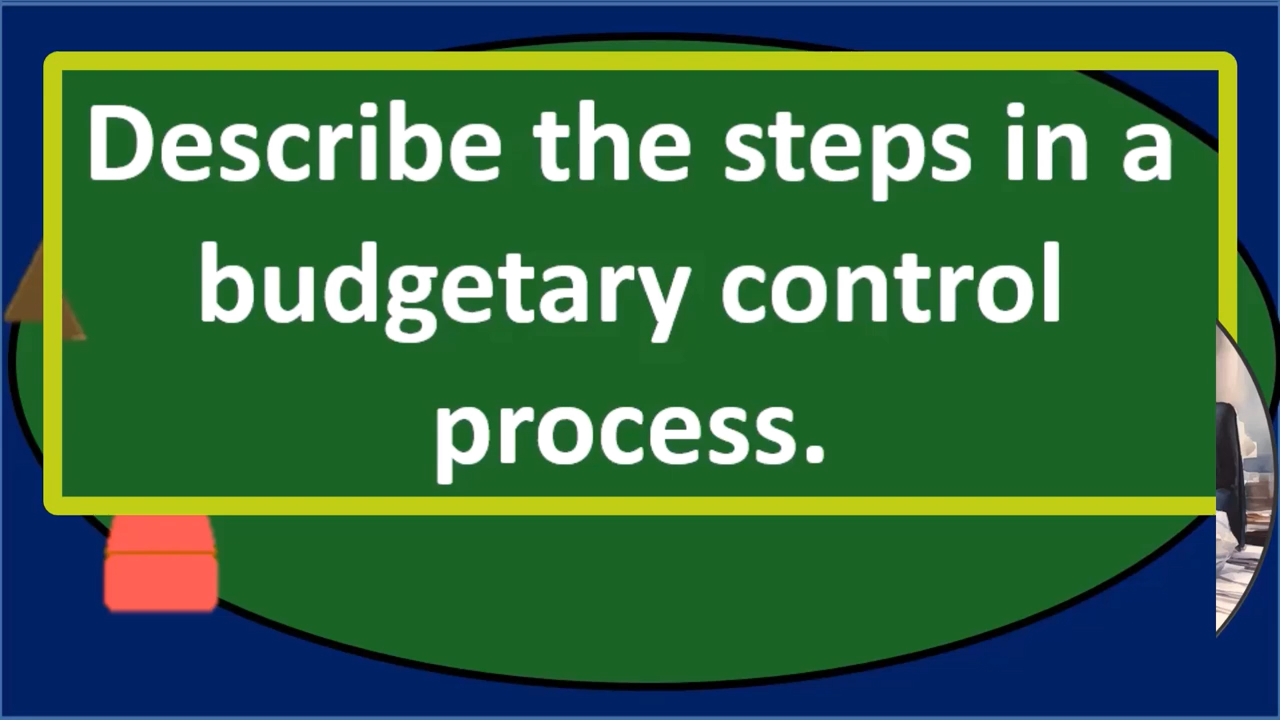 Describe the steps in a
budgetary control
process.